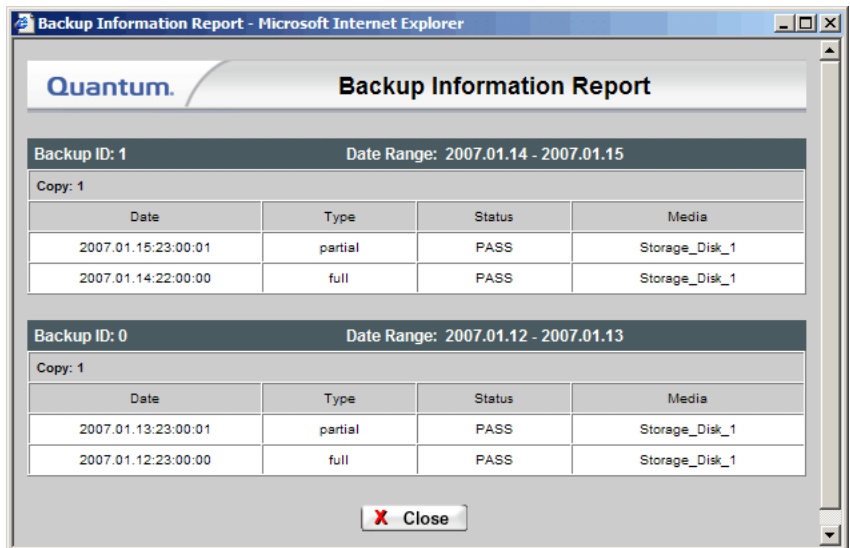 Backup Information Report - Microsoft Internet Explorer
Quantum. Backup Information Report
Backup ID: 1 Date Range: 2007.01.14 - 2007.01.15
Copy: 1
Date Type Status Media
2007.01.15:23:00:01 partial PASS Storage_Disk_1
2007.01.14:22:00:00 full PASS Storage_Disk_1
Backup ID: 0 Date Range: 2007.01.12 - 2007.01.13
Copy: 1
Date Type Status Media
2007.01.13:23:00:01 partial PASS Storage_Disk_1
2007.01.12:23:00:00 full PASS Storage_Disk_1
X Close